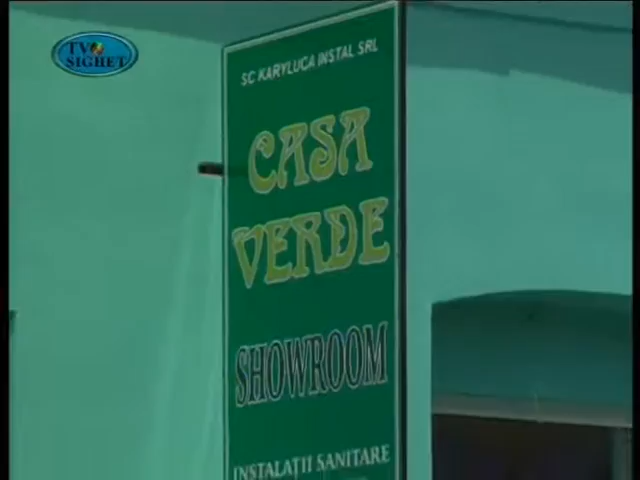 TV SIGHET
SC KARYLUCA INSTAL SRL
CASA
VERDE
SHOWROOM
INSTALAȚII SANITARE